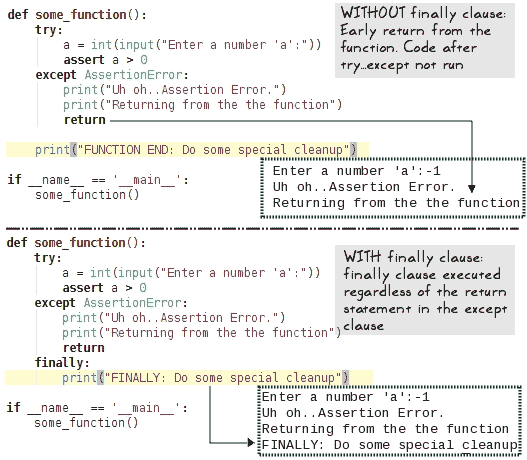 def some_function():
try:
a = int(input("Enter a number 'a':"))
assert a > 0
except AssertionError:
print("Uh oh..Assertion Error.")
print("Returning from the the function")
return
print("FUNCTION END: Do some special cleanup")
if __name__ == '__main__':
some_function()
WITHOUT finally clause:
Early return from the
function. Code after
try...except not run
Enter a number 'a':-1
Uh oh..Assertion Error.
Returning from the the function
def some_function():
try:
a = int(input("Enter a number 'a':"))
assert a > 0
except AssertionError:
print("Uh oh..Assertion Error.")
print("Returning from the the function")
return
finally:
print("FINALLY: Do some special cleanup")
if __name__ == '__main__':
some_function()
WITH finally clause:
finally clause executed
regardless of the return
statement in the except
clause
Enter a number 'a':-1
Uh oh..Assertion Error.
Returning from the the function
FINALLY: Do some special cleanup